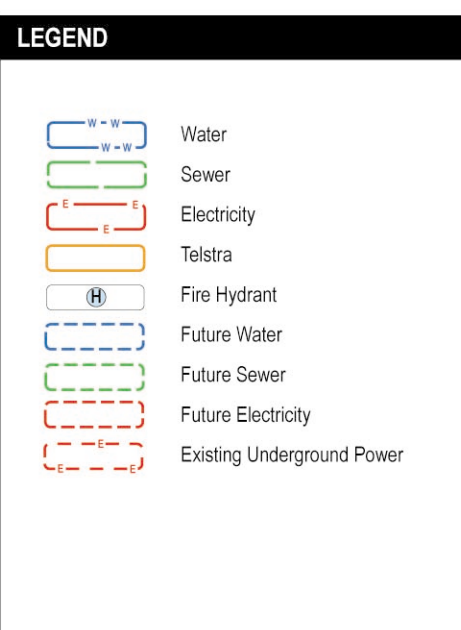 LEGEND
W - W
W - W
Water
Sewer
E E
E
Electricity
Telstra
H
Fire Hydrant
Future Water
Future Sewer
Future Electricity
E
E E
Existing Underground Power